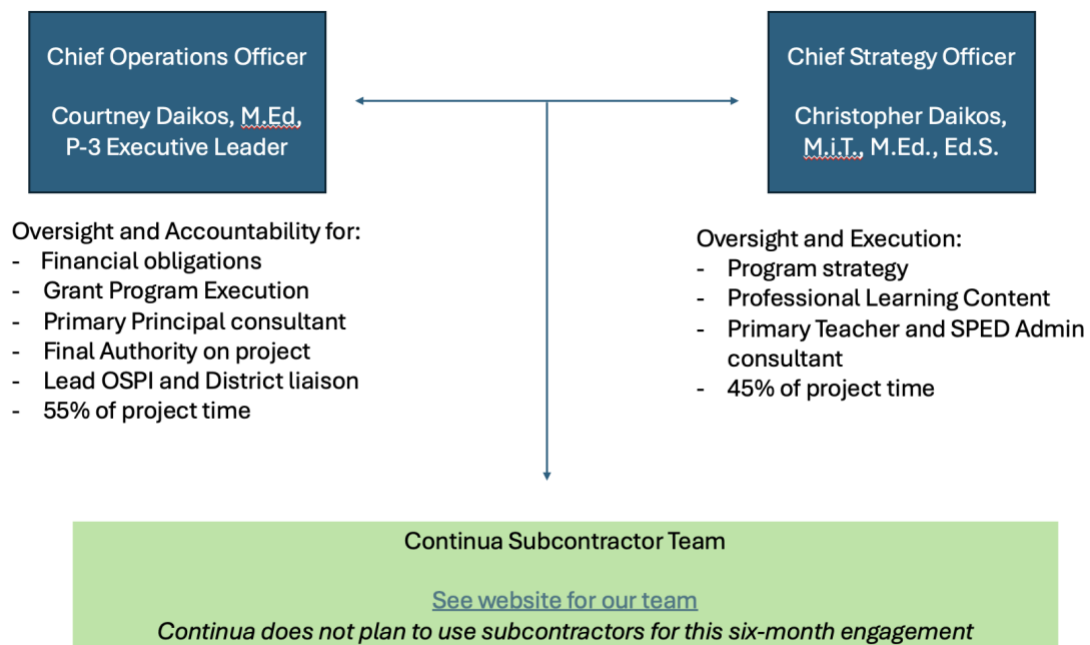 Chief Operations Officer
Courtney Daikos, M.Ed,
P-3 Executive Leader
Chief Strategy Officer
Christopher Daikos,
M.i.T., M.Ed., Ed.S.
Oversight and Accountability for:
- Financial obligations
- Grant Program Execution
- Primary Principal consultant
- Final Authority on project
- Lead OSPI and District liaison
- 55% of project time
Oversight and Execution:
- Program strategy
- Professional Learning Content
- Primary Teacher and SPED Admin
consultant
- 45% of project time
Continua Subcontractor Team
See website for our team
Continua does not plan to use subcontractors for this six-month engagement